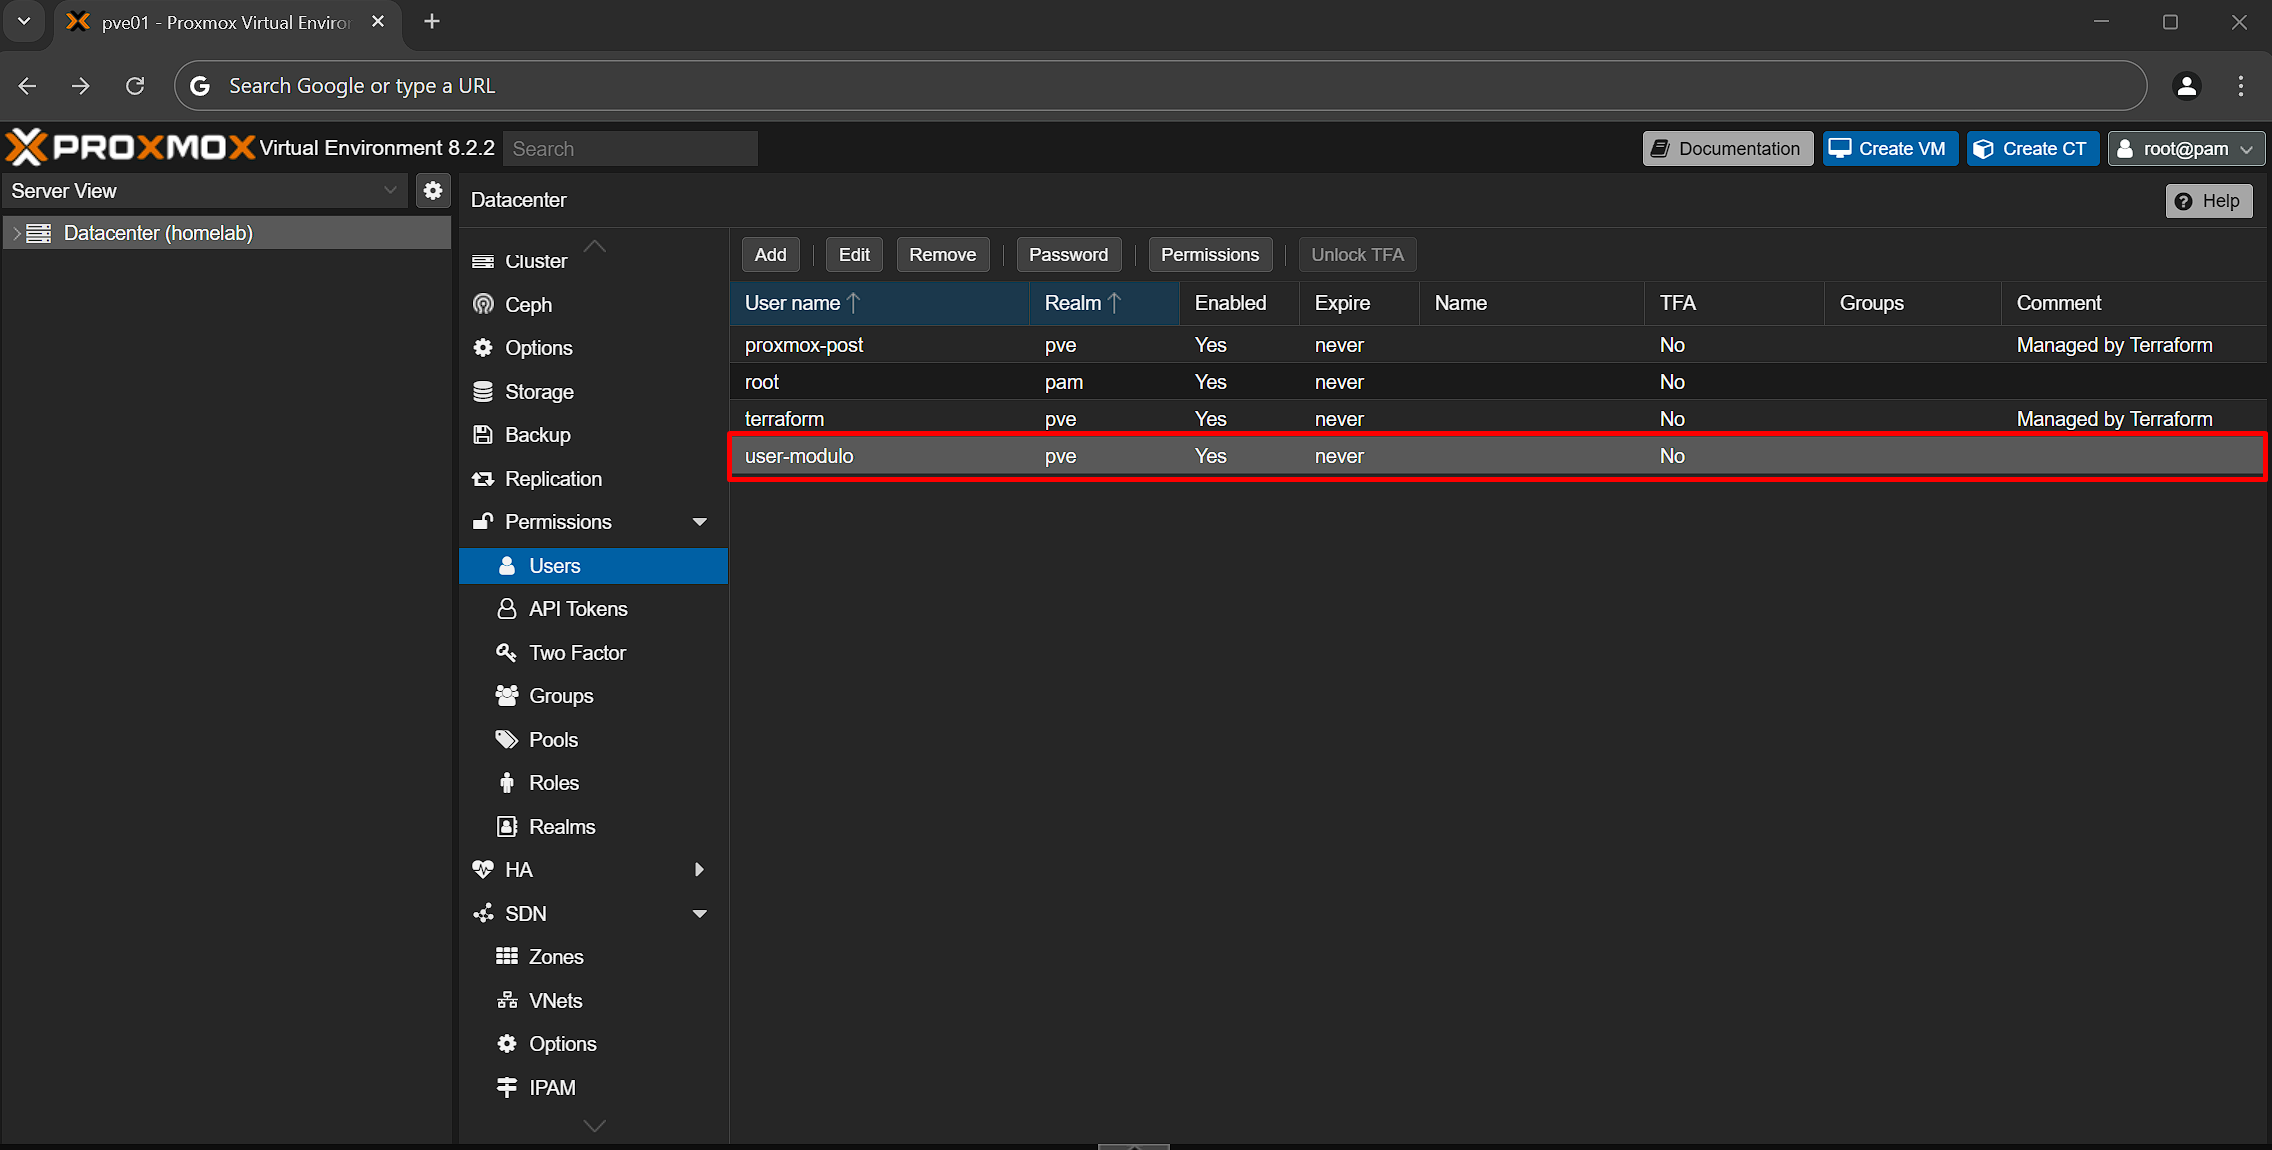 pve01 - Proxmox Virtual Enviro
Search Google or type a URL
PROXMOX Virtual Environment 8.2.2 Search Documentation Create VM Create CT root@pam
Server View
Datacenter (homelab)
Datacenter Help
Cluster
Ceph
Options
Storage
Backup
Replication
Permissions
Users
API Tokens
Two Factor
Groups
Pools
Roles
Realms
HA
SDN
Zones
VNets
Options
IPAM
Add Edit Remove Password Permissions Unlock TFA
User name Realm Enabled Expire Name TFA Groups Comment
proxmox-post pve Yes never No Managed by Terraform
root pam Yes never No
terraform pve Yes never No Managed by Terraform
user-modulo pve Yes never No